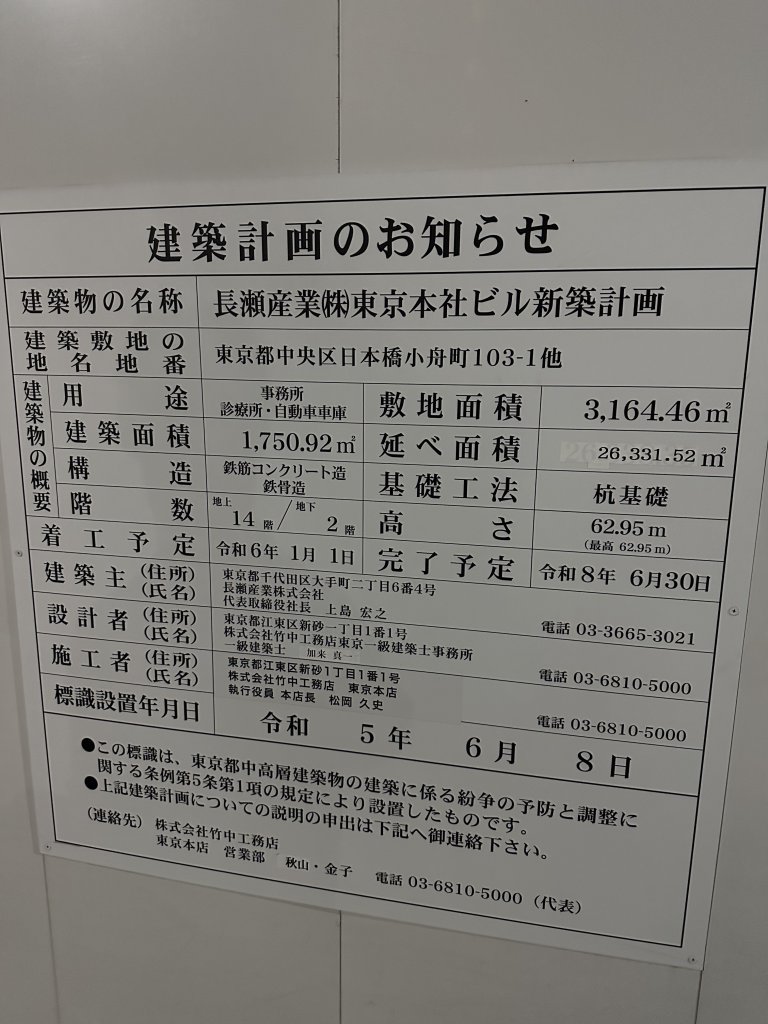 建築計画のお知らせ
建築物の名称 長瀬産業㈱東京本社ビル新築計画
建築敷地の
地名地番 東京都中央区日本橋小舟町103-1他
建築物の概要
用途 事務所
診療所・自動車車庫
敷地面積 3,164.46㎡
建築面積 1,750.92㎡
延べ面積 26,331.52㎡
構造 鉄筋コンクリート造
鉄骨造
基礎工法 杭基礎
階数 地上14階/地下2階
高さ 62.95m
(最高 62.95m)
着工予定 令和6年 1月 1日
完了予定 令和8年 6月30日
建築主(住所)
(氏名)
東京都千代田区大手町二丁目6番4号
長瀬産業株式会社
代表取締役社長 上島 宏之
電話 03-3665-3021
設計者(住所)
(氏名)
東京都江東区新砂一丁目1番1号
株式会社竹中工務店東京一級建築士事務所
一級建築士 加来 真一
電話 03-6810-5000
施工者(住所)
(氏名)
東京都江東区新砂1丁目1番1号
株式会社竹中工務店 東京本店
執行役員 本店長 松岡 久史
電話 03-6810-5000
標識設置年月日 令和 5年 6月 8日
●この標識は、東京都中高層建築物の建築に係る紛争の予防と調整に
関する条例第5条第1項の規定により設置したものです。
●上記建築計画についての説明の申出は下記へ御連絡下さい。
(連絡先) 株式会社竹中工務店
東京本店 営業部 秋山・金子 電話 03-6810-5000(代表)